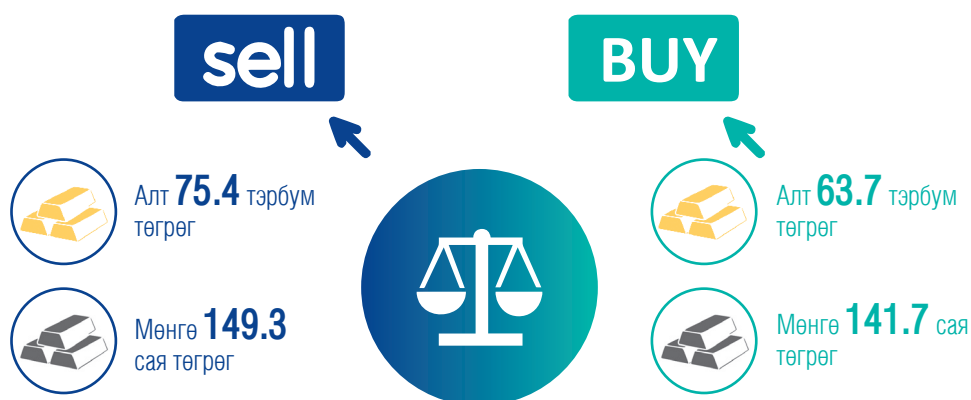 sell
BUY
Алт 75.4 тэрбум
төгрөг
Мөнгө 149.3
сая төгрөг
Алт 63.7 тэрбум
төгрөг
Мөнгө 141.7 сая
төгрөг